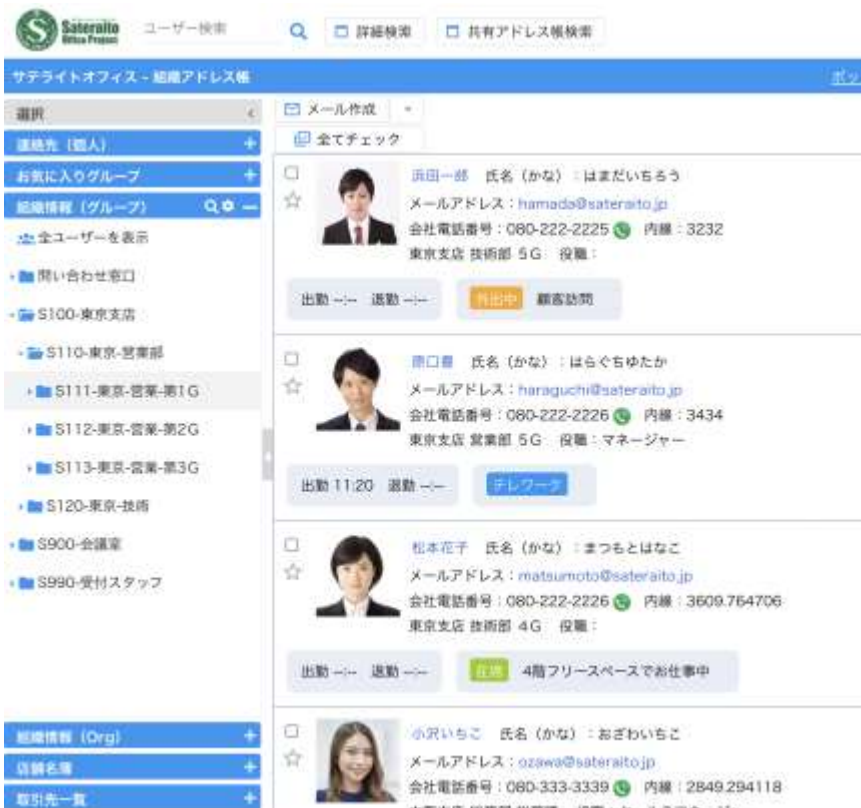 Sateraito
Office Project
ユーザー検索
詳細検索
共有アドレス帳検索
サテライトオフィス - 組織アドレス帳
選択
連絡先（個人）
お気に入りグループ
組織情報（グループ）
全ユーザーを表示
問い合わせ窓口
S100-東京支店
S110-東京-営業部
S111-東京-営業-第1G
S112-東京-営業-第2G
S113-東京-営業-第3G
S120-東京-技術
S900-会議室
S990-受付スタッフ
組織情報（Org）
店舗名簿
取引先一覧
メール作成
全てチェック
浜田一郎 氏名（かな）：はまだいちろう
メールアドレス：hamada@sateraito.jp
会社電話番号：080-222-2225 内線：3232
東京支店 技術部 5G 役職：
出勤 --:-- 退勤 --:-- 外出中 顧客訪問
原口豊 氏名（かな）：はらぐちゆたか
メールアドレス：haraguchi@sateraito.jp
会社電話番号：080-222-2226 内線：3434
東京支店 営業部 5G 役職：マネージャー
出勤 11:20 退勤 --:-- テレワーク
松本花子 氏名（かな）：まつもとはなこ
メールアドレス：matsumoto@sateraito.jp
会社電話番号：080-222-2226 内線：3609.764706
東京支店 技術部 4G 役職：
出勤 --:-- 退勤 --:-- 在席 4階フリースペースでお仕事中
小沢いちこ 氏名（かな）：おざわいちこ
メールアドレス：ozawa@sateraito.jp
会社電話番号：080-333-3339 内線：2849.294118